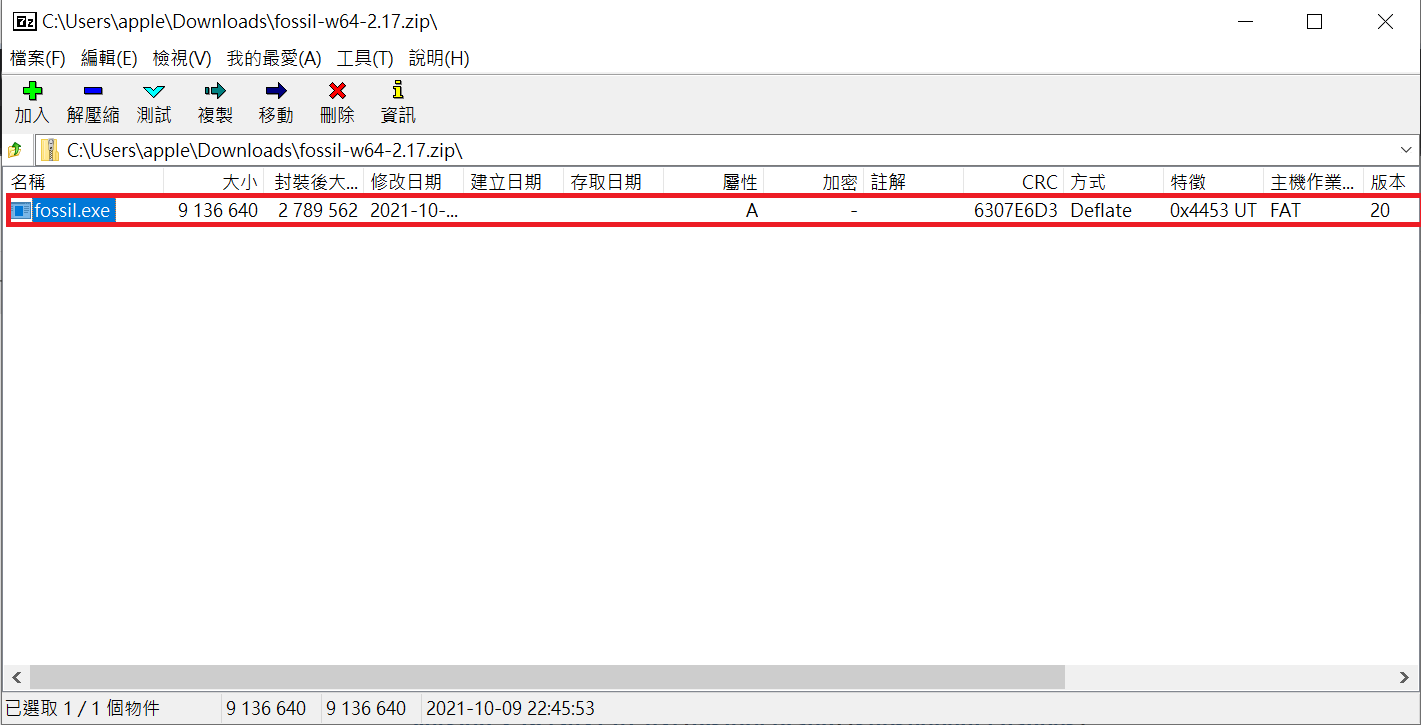 C:\Users\apple\Downloads\fossil-w64-2.17.zip\
檔案(F) 編輯(E) 檢視(V) 我的最愛(A) 工具(T) 說明(H)
加入 解壓縮 測試 複製 移動 刪除 資訊
C:\Users\apple\Downloads\fossil-w64-2.17.zip\
名稱 大小 封裝後大... 修改日期 建立日期 存取日期 屬性 加密 註解 CRC 方式 特徵 主機作業... 版本
fossil.exe 9 136 640 2 789 562 2021-10-... A - 6307E6D3 Deflate 0x4453 UT FAT 20
已選取 1 / 1 個物件 9 136 640 9 136 640 2021-10-09 22:45:53